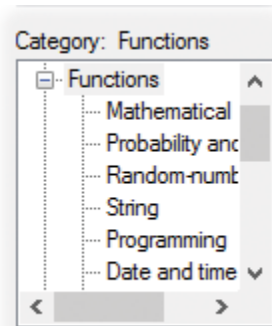 Category: Functions
Functions
Mathematical
Probability and
Random-numb
String
Programming
Date and time